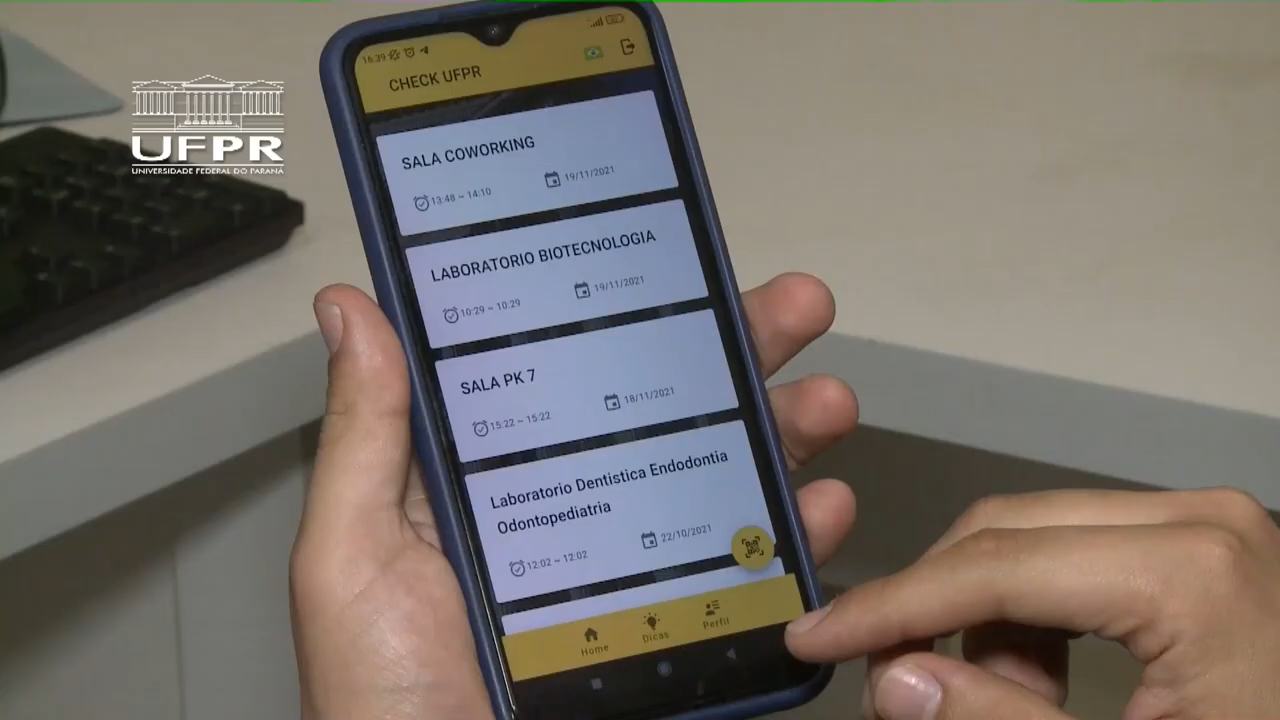 UFPR
UNIVERSIDADE FEDERAL DO PARANÁ
16:39
CHECK UFPR
SALA COWORKING
13:48 ~ 14:10
19/11/2021
LABORATORIO BIOTECNOLOGIA
10:29 ~ 10:29
19/11/2021
SALA PK 7
15:22 ~ 15:22
18/11/2021
Laboratorio Dentistica Endodontia
Odontopediatria
12:02 ~ 12:02
22/10/2021
Home
Dicas
Perfil